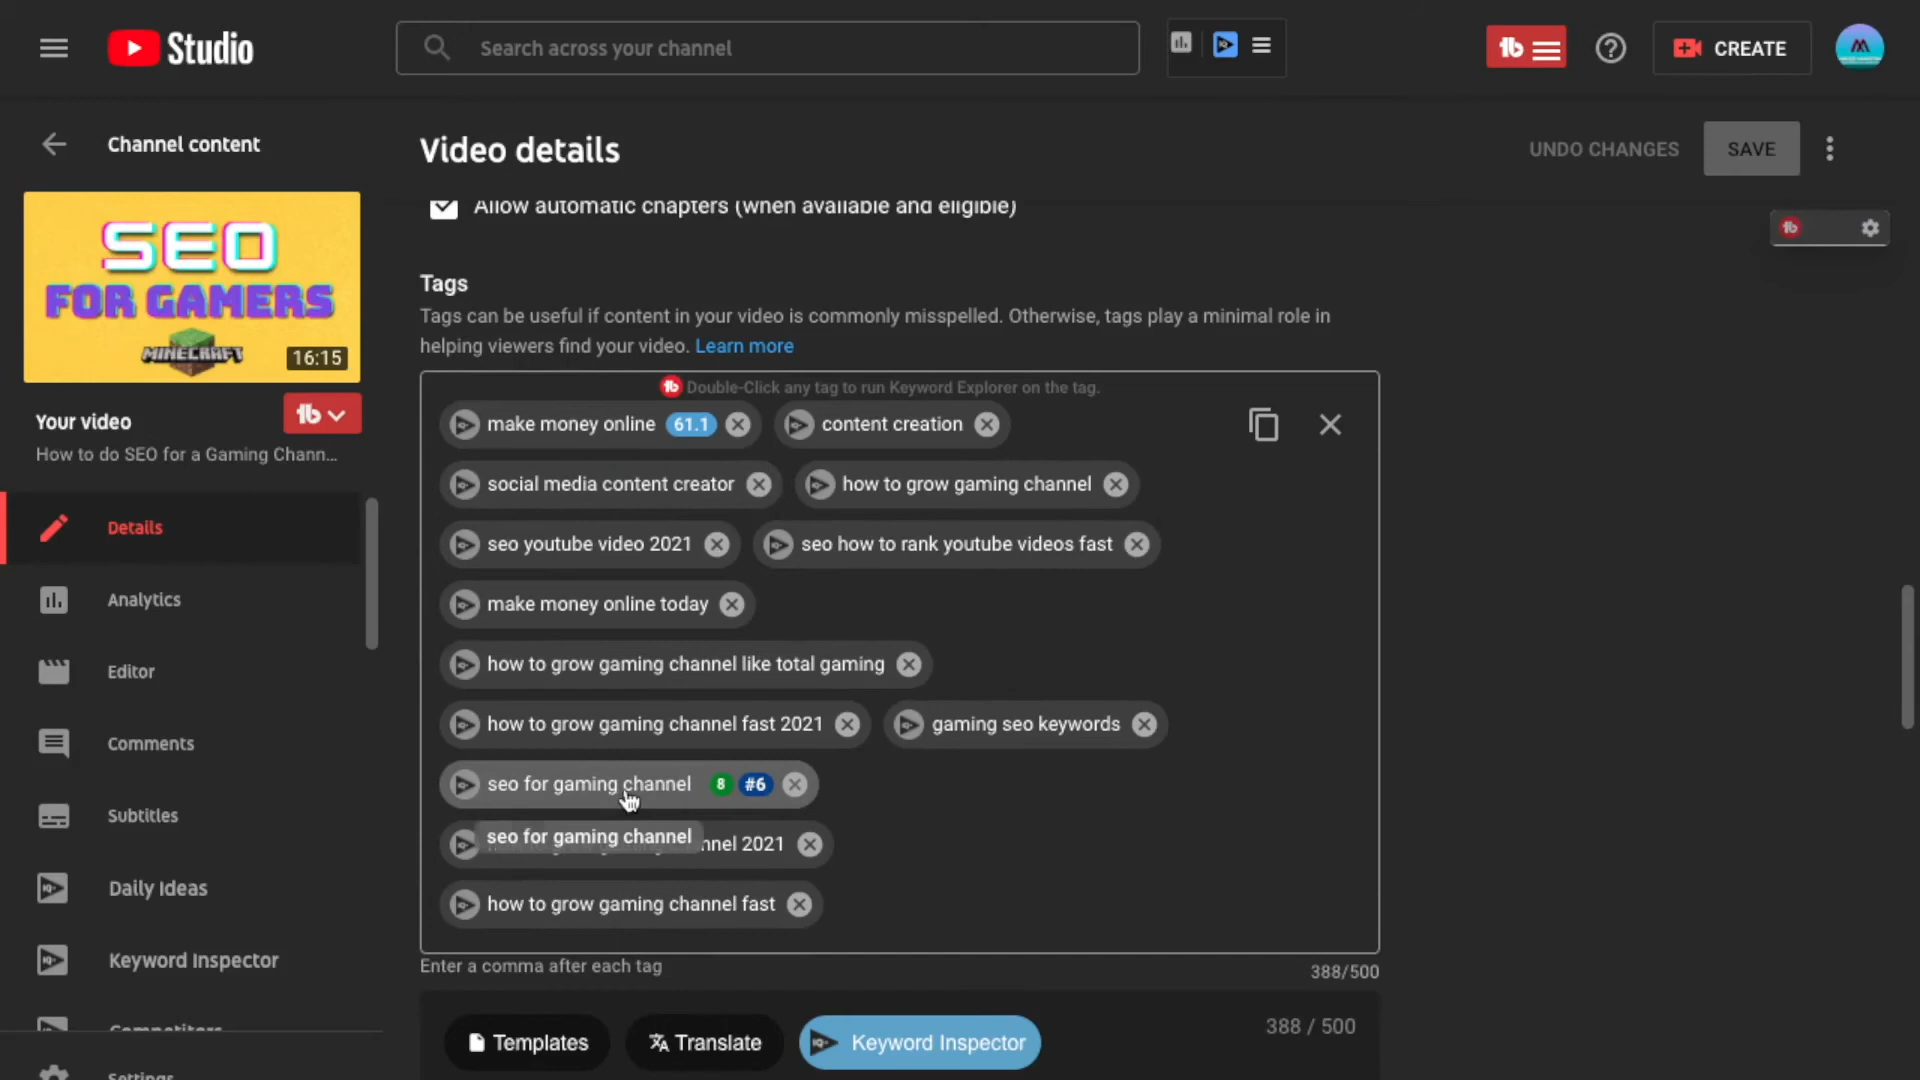 Studio
Search across your channel
CREATE
Channel content
Video details
UNDO CHANGES
SAVE
Allow automatic chapters (when available and eligible)
SEO
FOR GAMERS
MINECRAFT
16:15
Tags
Tags can be useful if content in your video is commonly misspelled. Otherwise, tags play a minimal role in
helping viewers find your video. Learn more
Double-Click any tag to run Keyword Explorer on the tag.
Your video
How to do SEO for a Gaming Chann...
make money online 61.1
content creation
social media content creator
how to grow gaming channel
seo youtube video 2021
seo how to rank youtube videos fast
make money online today
how to grow gaming channel like total gaming
how to grow gaming channel fast 2021
gaming seo keywords
seo for gaming channel 8 #6
seo for gaming channel
nnel 2021
how to grow gaming channel fast
Enter a comma after each tag
388/500
Templates
Translate
Keyword Inspector
388 / 500
Details
Analytics
Editor
Comments
Subtitles
Daily Ideas
Keyword Inspector
Competitors
Settings